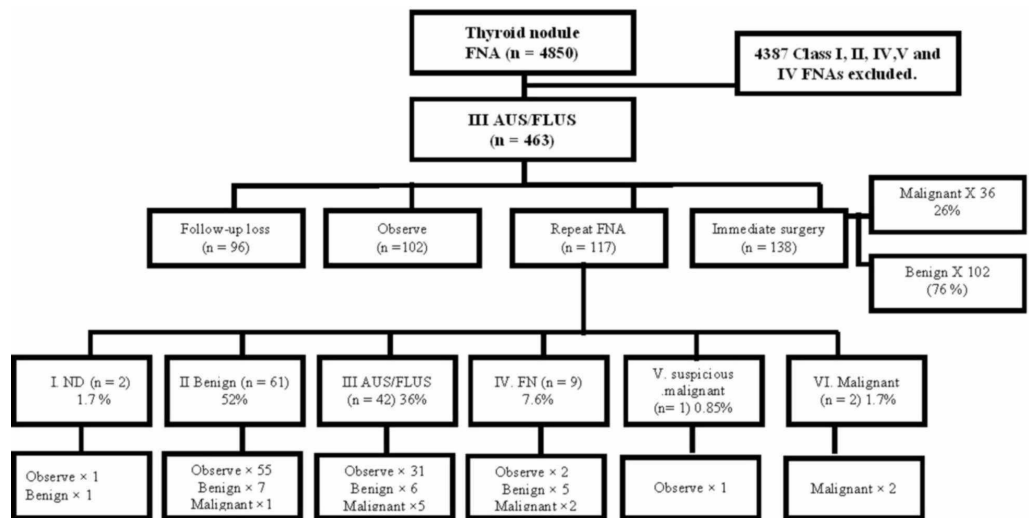 Thyroid nodule
FNA (n = 4850)
4387 Class I, II, IV,V and
IV FNAs excluded.
III AUS/FLUS
(n = 463)
Follow-up loss
(n = 96)
Observe
(n =102)
Repeat FNA
(n = 117)
Immediate surgery
(n = 138)
Malignant X 36
26%
Benign X 102
(76 %)
I. ND (n = 2)
1.7 %
II Benign (n = 61)
52%
III AUS/FLUS
(n = 42) 36%
IV. FN (n = 9)
7.6%
V. suspicious
.malignant
(n= 1) 0.85%
VI. Malignant
(n = 2) 1.7%
Observe × 1
Benign × 1
Observe × 55
Benign × 7
Malignant ×1
Observe × 31
Benign × 6
Malignant ×5
Observe × 2
Benign × 5
Malignant ×2
Observe × 1
Malignant × 2